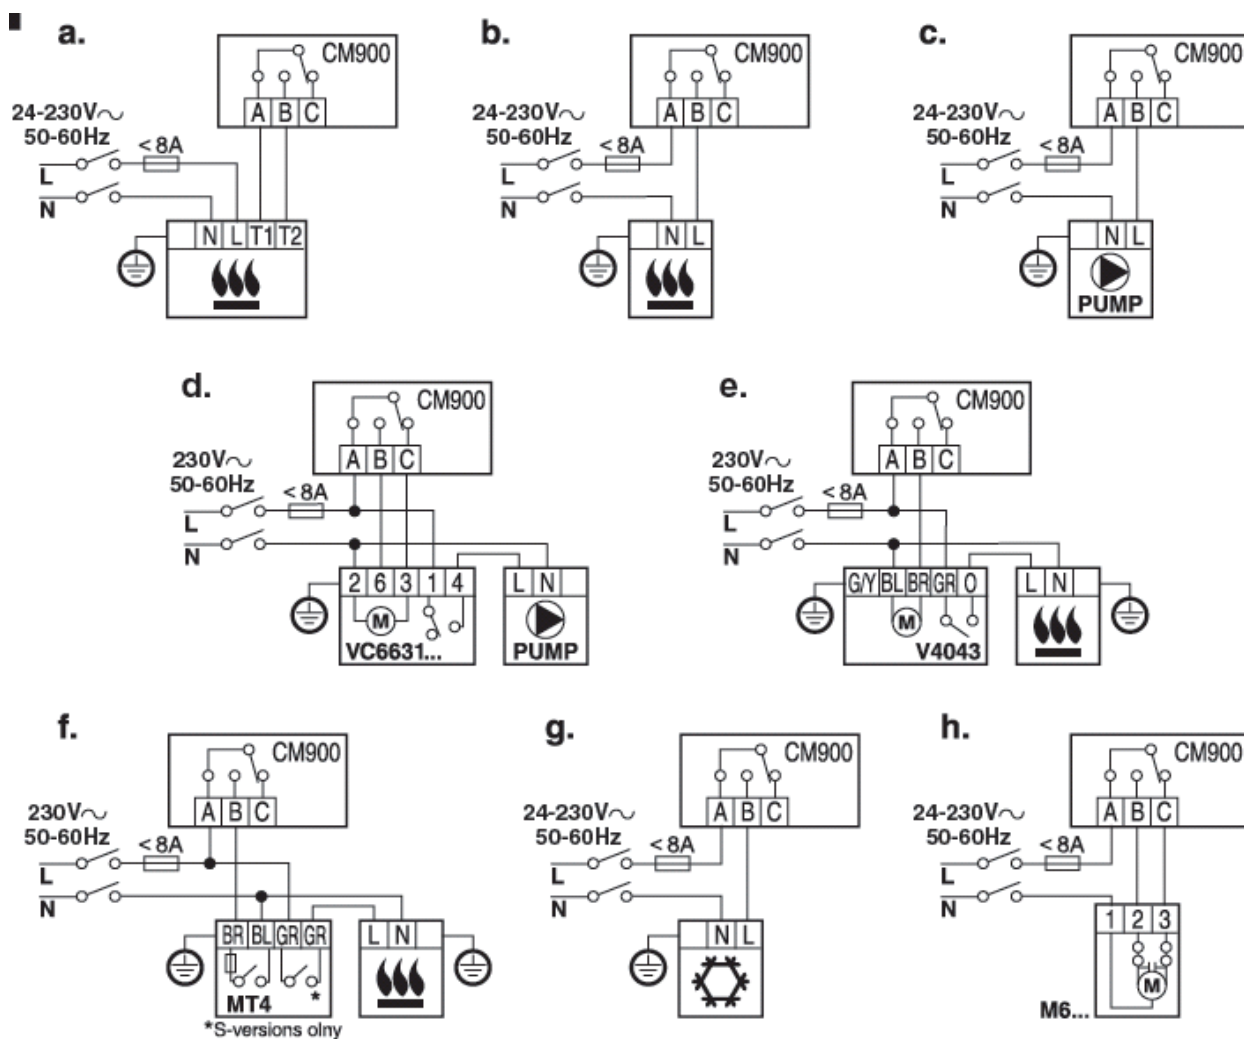 a.
CM900
A B C
24-230V~
50-60Hz
< 8A
L
N
N L T1 T2
b.
CM900
A B C
24-230V~
50-60Hz
< 8A
L
N
N L
c.
CM900
A B C
24-230V~
50-60Hz
< 8A
L
N
N L
PUMP
d.
CM900
A B C
230V~
50-60Hz
< 8A
L
N
2 6 3 1 4
M
VC6631...
L N
PUMP
e.
CM900
A B C
230V~
50-60Hz
< 8A
L
N
G/Y BL BR GR O
M
V4043
L N
f.
CM900
A B C
230V~
50-60Hz
< 8A
L
N
BR BL GR GR
*
MT4
L N
*S-versions olny
g.
CM900
A B C
24-230V~
50-60Hz
< 8A
L
N
N L
h.
CM900
A B C
24-230V~
50-60Hz
< 8A
L
N
1 2 3
M
M6...